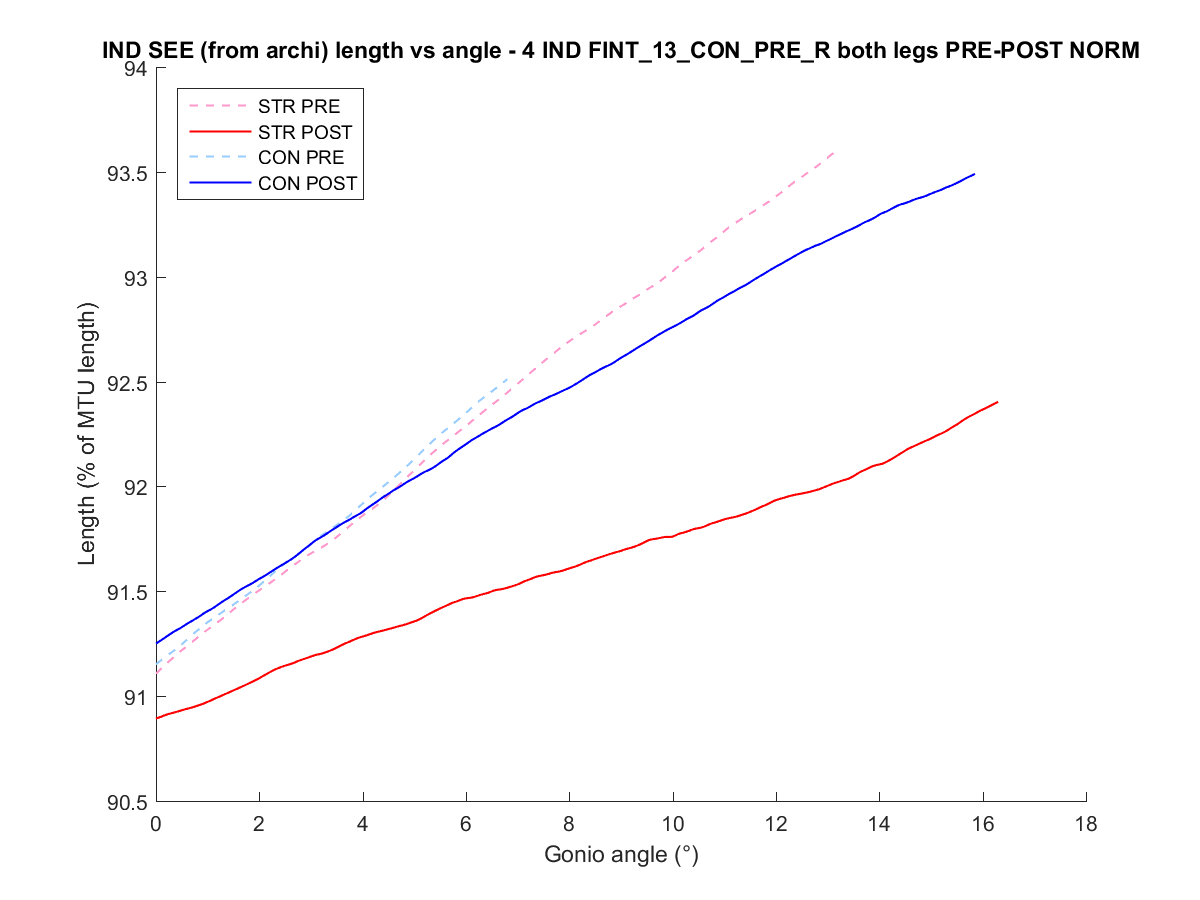 IND SEE (from archi) length vs angle - 4 IND FINT_13_CON_PRE_R both legs PRE-POST NORM
94
93.5
93
92.5
92
91.5
91
90.5
Length (% of MTU length)
STR PRE
STR POST
CON PRE
CON POST
0 2 4 6 8 10 12 14 16 18
Gonio angle (°)